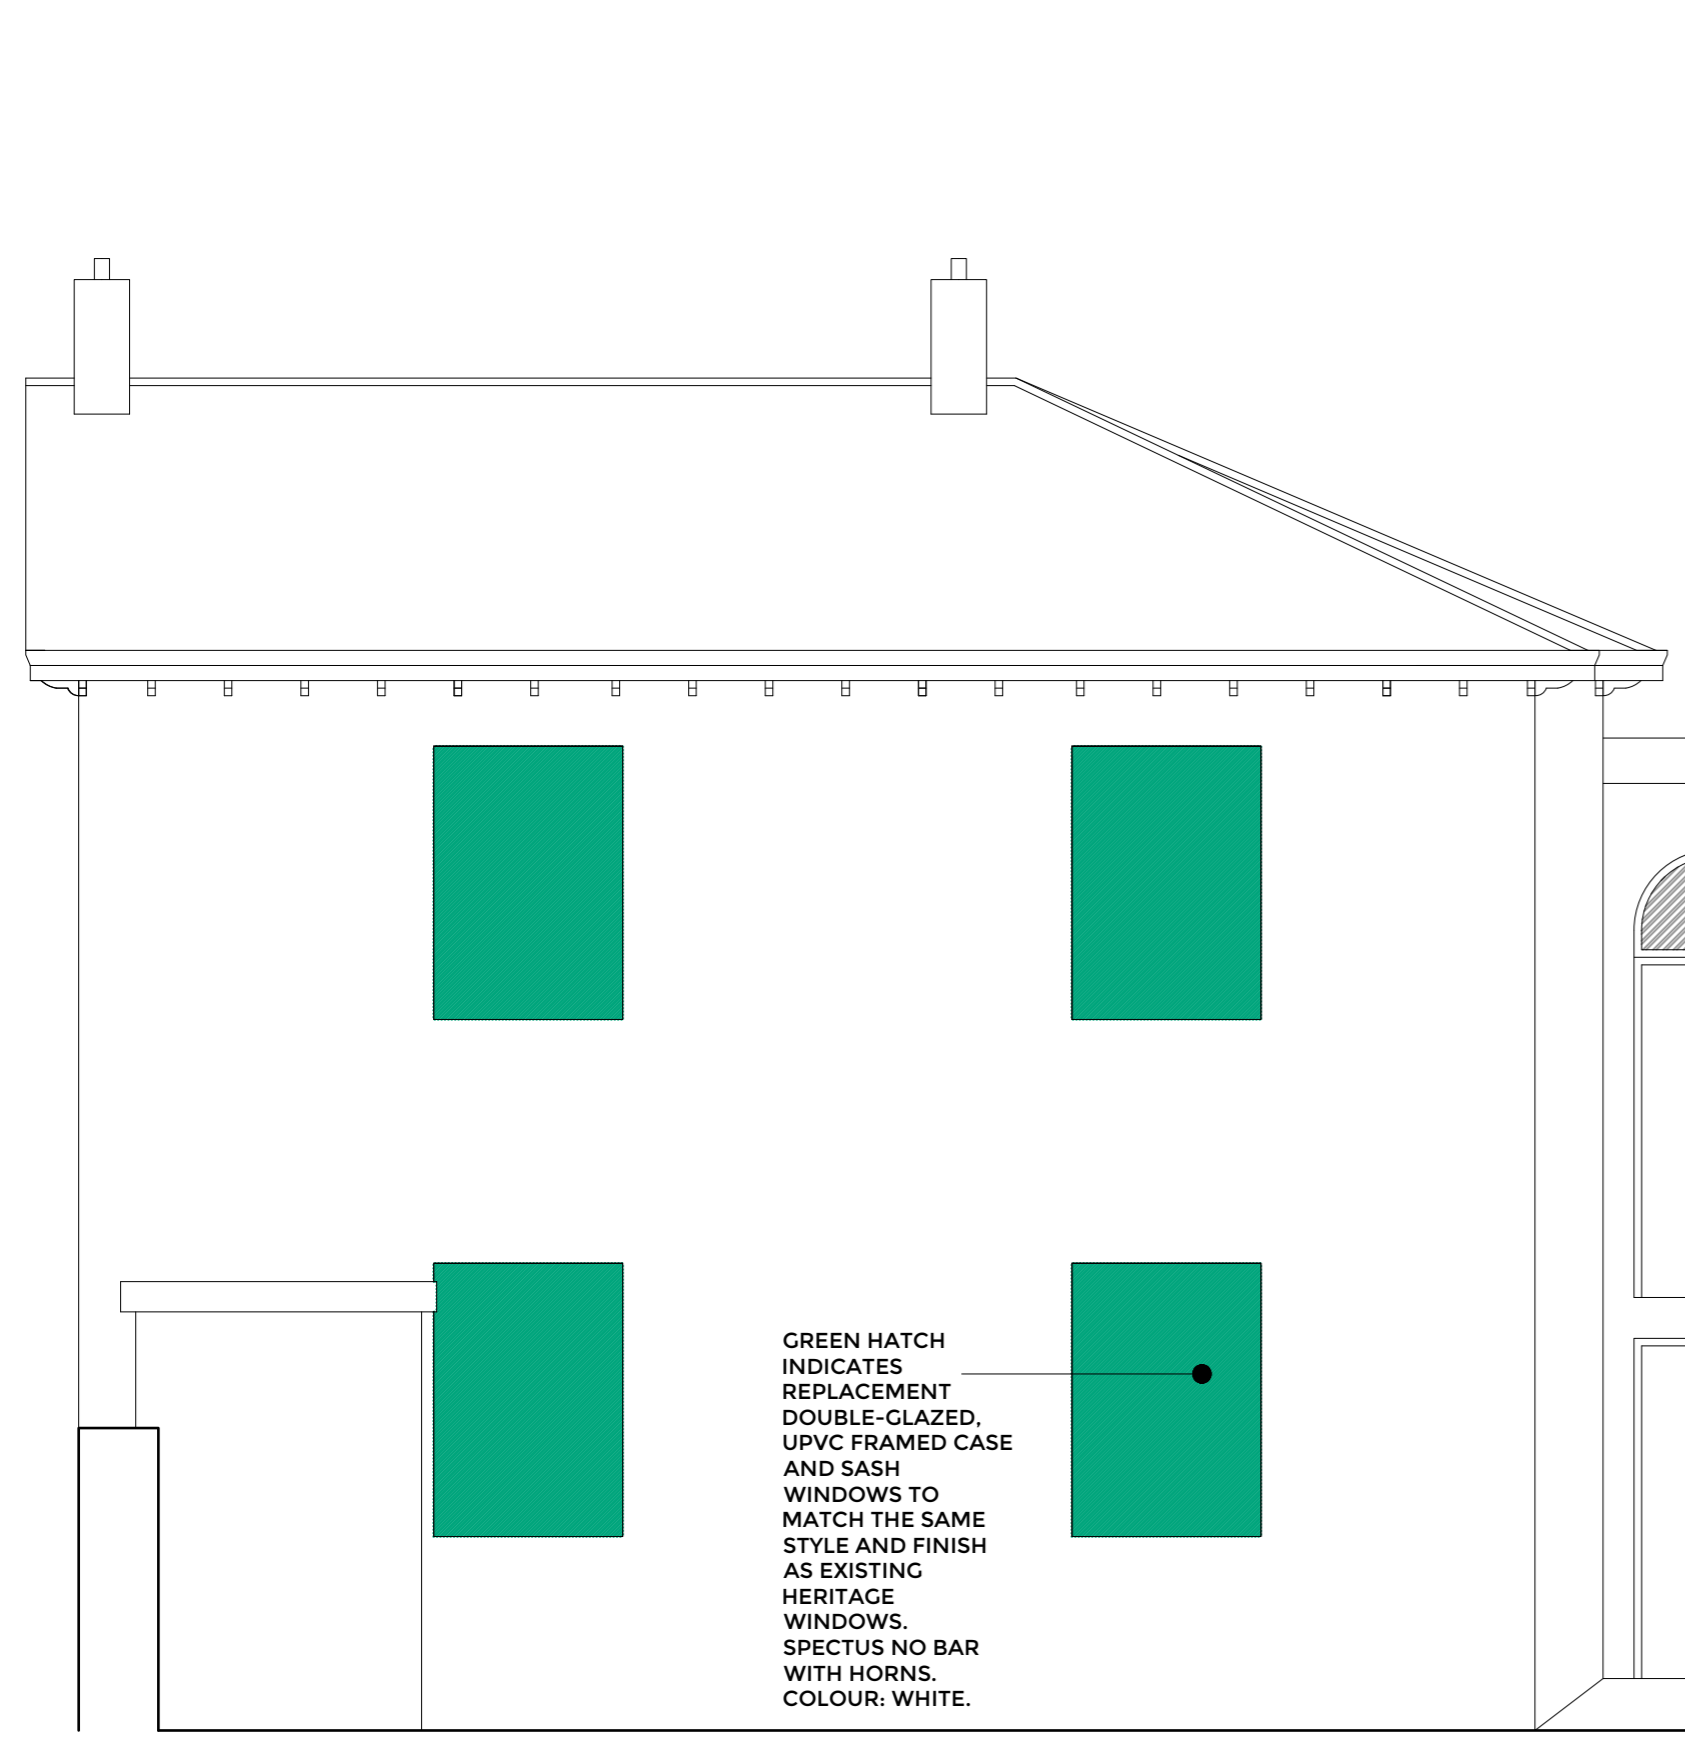 GREEN HATCH
INDICATES
REPLACEMENT
DOUBLE-GLAZED,
UPVC FRAMED CASE
AND SASH
WINDOWS TO
MATCH THE SAME
STYLE AND FINISH
AS EXISTING
HERITAGE
WINDOWS.
SPECTUS NO BAR
WITH HORNS.
COLOUR: WHITE.